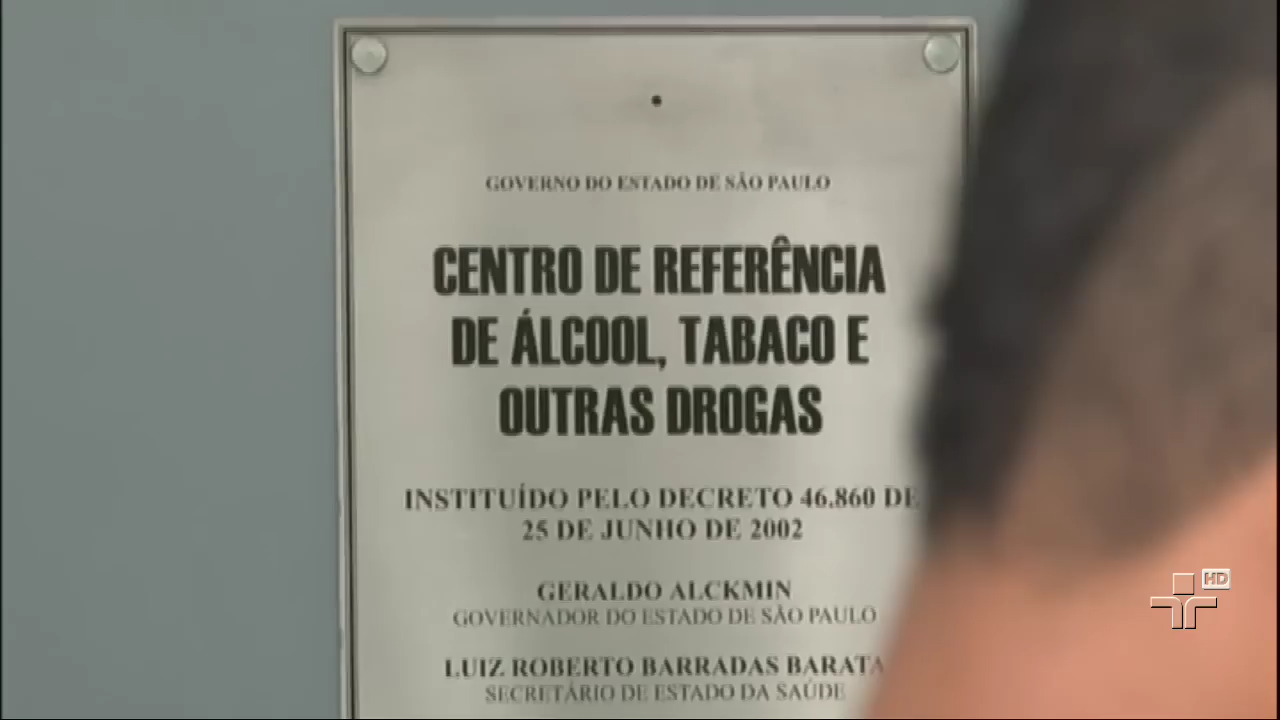 GOVERNO DO ESTADO DE SÃO PAULO
CENTRO DE REFERÊNCIA
DE ÁLCOOL, TABACO E
OUTRAS DROGAS
INSTITUÍDO PELO DECRETO 46.860 DE
25 DE JUNHO DE 2002
GERALDO ALCKMIN
GOVERNADOR DO ESTADO DE SÃO PAULO
LUIZ ROBERTO BARRADAS BARATA
SECRETÁRIO DE ESTADO DA SAÚDE
HD